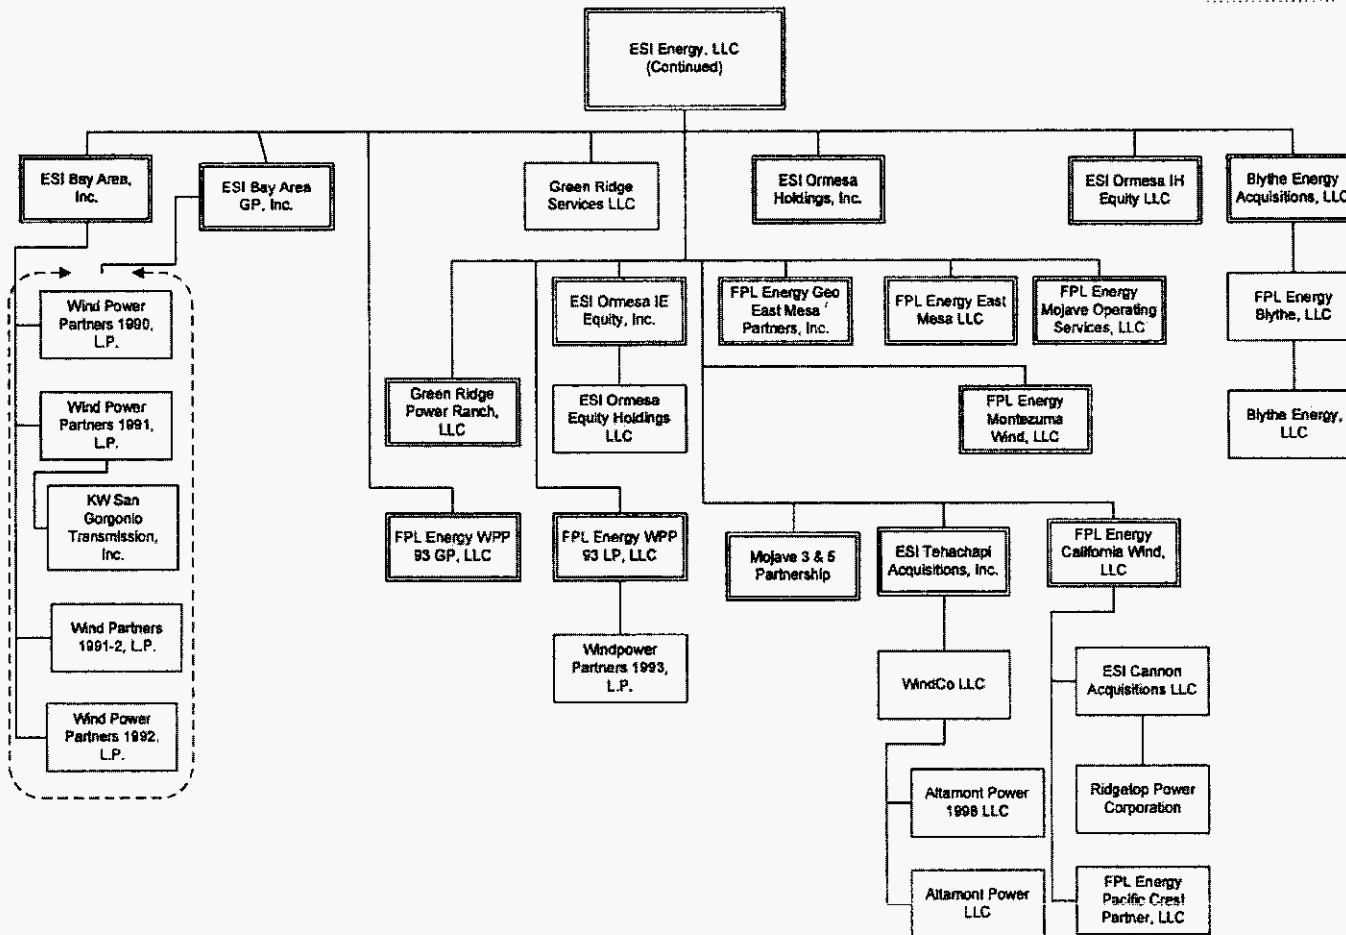 ESI Energy, LLC
(Continued)
ESI Bay Area,
Inc.
ESI Bay Area
GP, Inc.
Green Ridge
Services LLC
ESI Ormesa
Holdings, Inc.
ESI Ormesa IH
Equity LLC
Blythe Energy
Acquisitions, LLC
Wind Power
Partners 1990,
L.P.
ESI Ormesa IE
Equity, Inc.
FPL Energy Geo
East Mesa
Partners, Inc.
FPL Energy East
Mesa LLC
FPL Energy
Mojave Operating
Services, LLC
FPL Energy
Blythe, LLC
Wind Power
Partners 1991,
L.P.
Green Ridge
Power Ranch,
LLC
ESI Ormesa
Equity Holdings
LLC
FPL Energy
Montezuma
Wind, LLC
Blythe Energy,
LLC
KW San
Gorgonio
Transmission,
Inc.
FPL Energy WPP
93 GP, LLC
FPL Energy WPP
93 LP, LLC
Mojave 3 & 5
Partnership
ESI Tehachapi
Acquisitions, Inc.
FPL Energy
California Wind,
LLC
Wind Partners
1991-2, L.P.
Windpower
Partners 1993,
L.P.
WindCo LLC
ESI Cannon
Acquisitions LLC
Wind Power
Partners 1992,
L.P.
Altamont Power
1998 LLC
Ridgetop Power
Corporation
Altamont Power
LLC
FPL Energy
Pacific Crest
Partner, LLC